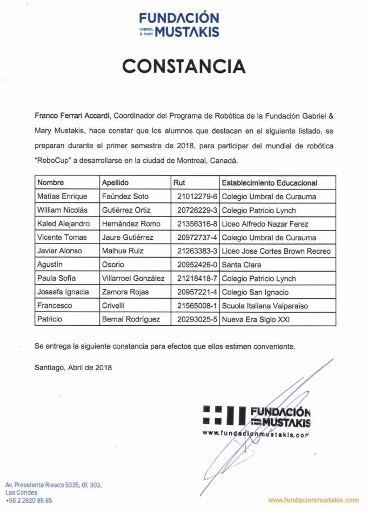 FUNDACIÓN
GABRIEL & MARY MUSTAKIS
CONSTANCIA
Franco Ferrari Accardi, Coordinador del Programa de Robótica de la Fundación Gabriel &
Mary Mustakis, hace constar que los alumnos que destacan en el siguiente listado, se
preparan durante el primer semestre de 2018, para participar del mundial de robótica
"RoboCup" a desarrollarse en la ciudad de Montreal, Canadá.
Nombre Apellido Rut Establecimiento Educacional
Matías Enrique Faúndez Soto 21012279-6 Colegio Umbral de Curauma
William Nicolás Gutiérrez Ortiz 20726229-3 Colegio Patricio Lynch
Kaled Alejandro Hernández Romo 21356316-8 Liceo Alfredo Nazar Ferez
Vicente Tomas Jaure Gutiérrez 20972737-4 Colegio Umbral de Curauma
Javier Alonso Malhue Ruiz 21263383-3 Liceo Jose Cortes Brown Recreo
Agustín Osorio 20952426-0 Santa Clara
Paula Sofía Villarroel González 21218418-7 Colegio Patricio Lynch
Jossefa Ignacia Zamora Rojas 20957221-4 Colegio San Ignacio
Francesco Crivelli 21565008-1 Scuola Italiana Valparaiso
Patricio Bernal Rodríguez 20293025-5 Nueva Era Siglo XXI
Se entrega la siguiente constancia para efectos que ellos estimen conveniente.
Santiago, Abril de 2018
FUNDACIÓN
MUSTAKIS
www.fundacionmustakis.com
Av. Presidente Riesco 5335, Of. 303,
Las Condes
+56 2 2620 85 85
www.fundacionmustakis.com